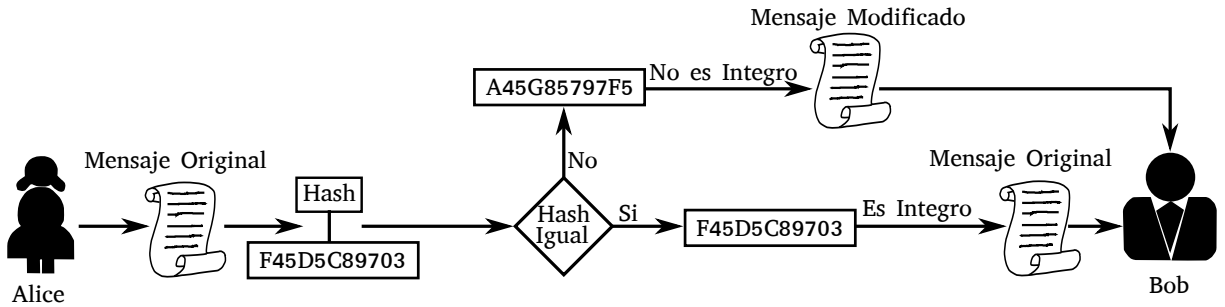 Mensaje Modificado
A45G85797F5
No es Integro
No
Mensaje Original
Mensaje Original
Hash
Hash
Igual
Si
F45D5C89703
Es Integro
F45D5C89703
Alice
Bob